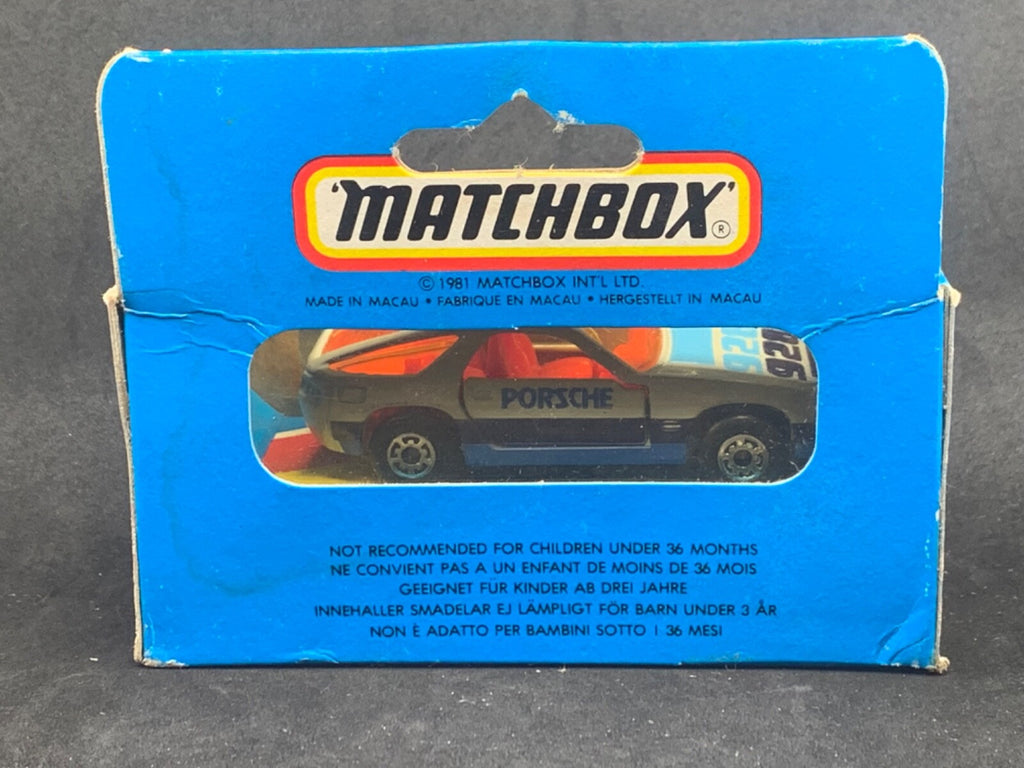 'MATCHBOX'®
© 1981 MATCHBOX INT'L LTD.
MADE IN MACAU • FABRIQUE EN MACAU • HERGESTELLT IN MACAU
928
928
PORSCHE
NOT RECOMMENDED FOR CHILDREN UNDER 36 MONTHS
NE CONVIENT PAS A UN ENFANT DE MOINS DE 36 MOIS
GEEIGNET FÜR KINDER AB DREI JAHRE
INNEHALLER SMADELAR EJ LÄMPLIGT FÖR BARN UNDER 3 ÅR
NON È ADATTO PER BAMBINI SOTTO I 36 MESI